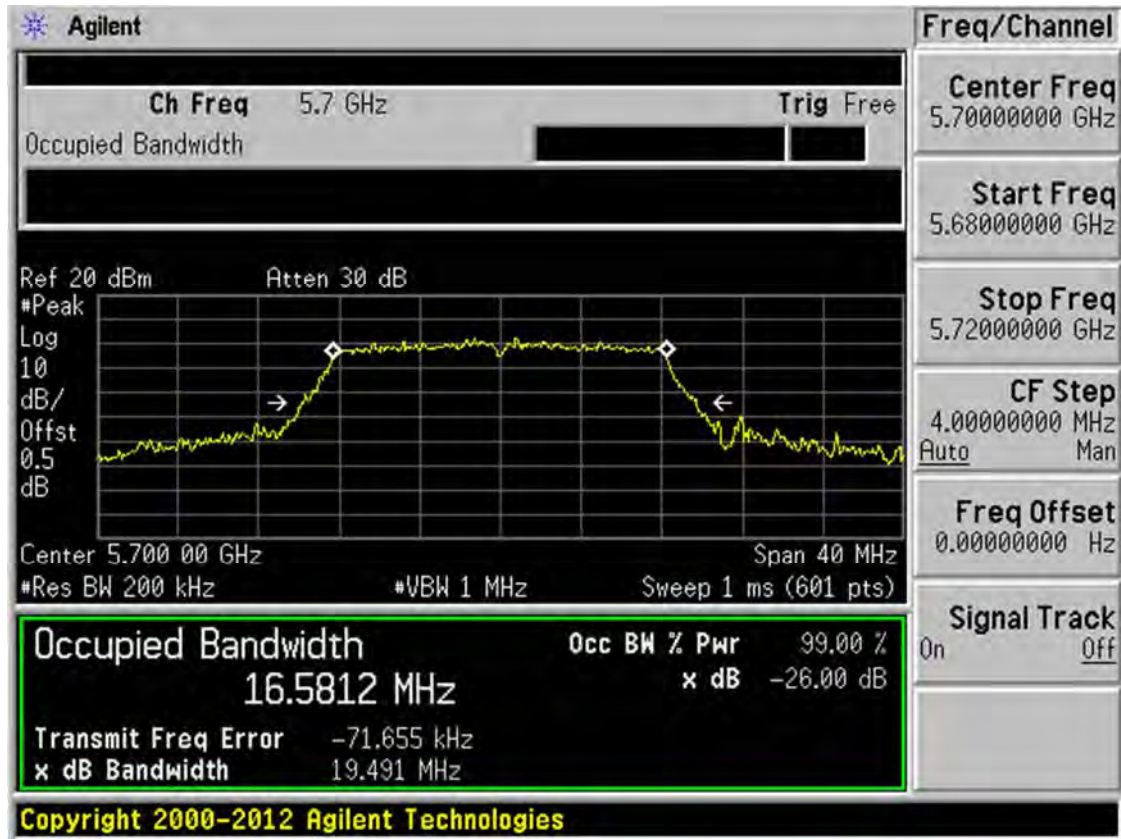 Agilent
Freq/Channel
Ch Freq 5.7 GHz Trig Free
Occupied Bandwidth
Center Freq
5.70000000 GHz
Start Freq
5.68000000 GHz
Stop Freq
5.72000000 GHz
CF Step
4.00000000 MHz
Auto Man
Freq Offset
0.00000000 Hz
Signal Track
On Off
Ref 20 dBm Atten 30 dB
#Peak
Log
10
dB/
Offst
0.5
dB
Center 5.700 00 GHz Span 40 MHz
#Res BW 200 kHz #VBW 1 MHz Sweep 1 ms (601 pts)
Occupied Bandwidth
16.5812 MHz
Occ BW % Pwr 99.00 %
x dB -26.00 dB
Transmit Freq Error -71.655 kHz
x dB Bandwidth 19.491 MHz
Copyright 2000-2012 Agilent Technologies